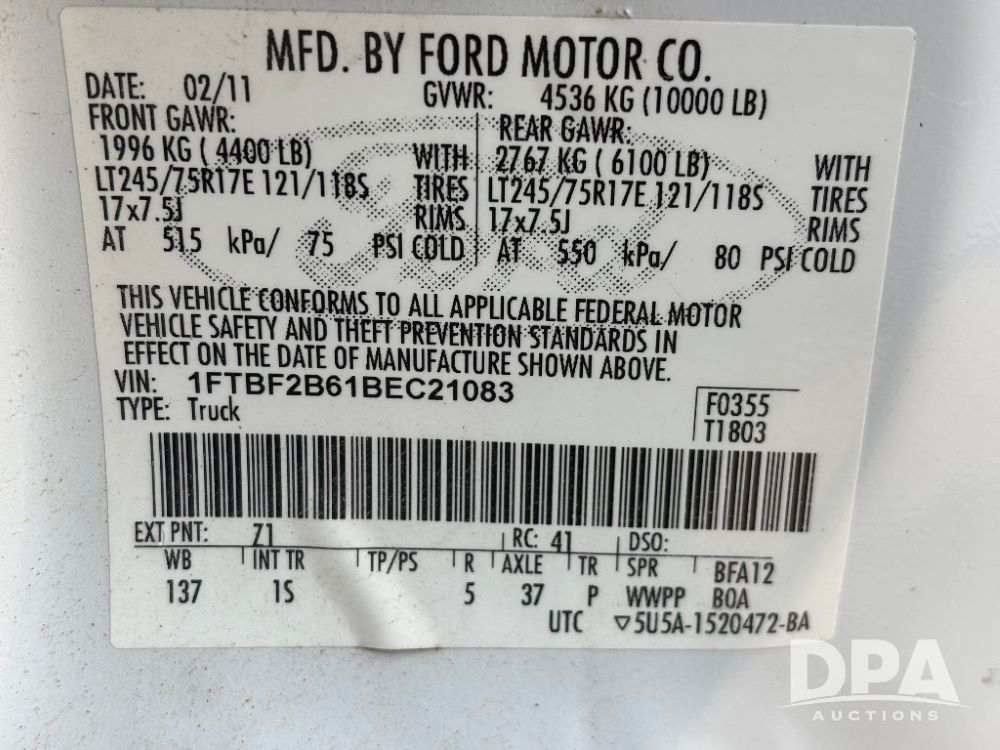 MFD. BY FORD MOTOR CO.
DATE: 02/11 GVWR: 4536 KG (10000 LB)
FRONT GAWR: REAR GAWR:
1996 KG ( 4400 LB) WITH 2767 KG ( 6100 LB) WITH
LT245/75R17E 121/118S TIRES LT245/75R17E 121/118S TIRES
17x7.5J RIMS 17x7.5J RIMS
AT 515 kPa/ 75 PSI COLD AT 550 kPa/ 80 PSI COLD
Ford
THIS VEHICLE CONFORMS TO ALL APPLICABLE FEDERAL MOTOR
VEHICLE SAFETY AND THEFT PREVENTION STANDARDS IN
EFFECT ON THE DATE OF MANUFACTURE SHOWN ABOVE.
VIN: 1FTBF2B61BEC21083
TYPE: Truck
F0355
T1803
EXT PNT: Z1 RC: 41 DSO:
WB INT TR TP/PS R AXLE TR SPR BFA12
137 1S 5 37 P WWPP BOA
UTC ▽5U5A-1520472-BA
DPA
AUCTIONS